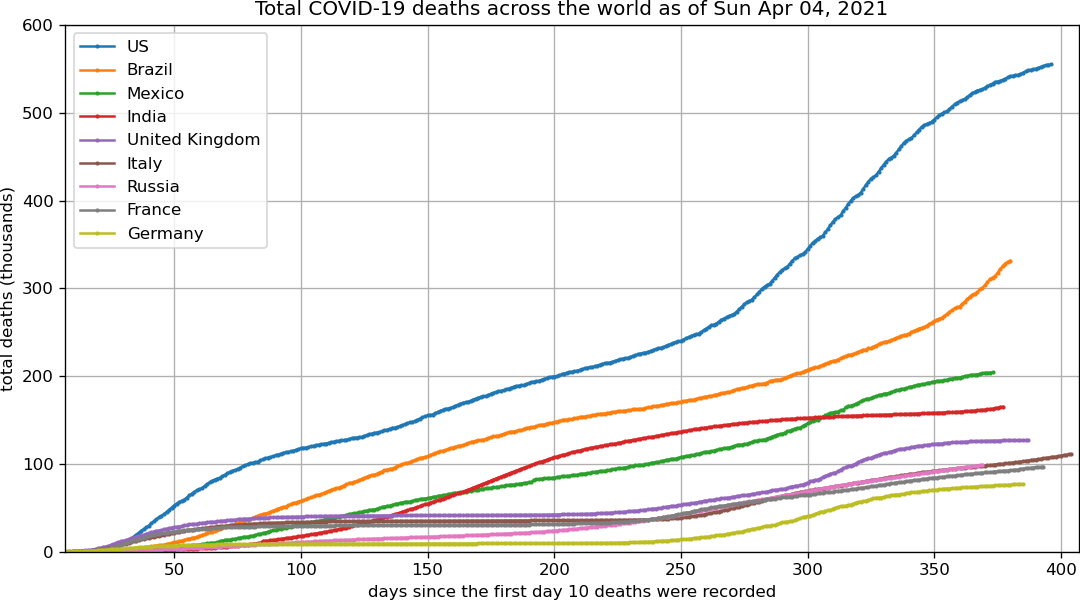 Total COVID-19 deaths across the world as of Sun Apr 04, 2021
total deaths (thousands)
600
500
400
300
200
100
0
US
Brazil
Mexico
India
United Kingdom
Italy
Russia
France
Germany
50 100 150 200 250 300 350 400
days since the first day 10 deaths were recorded